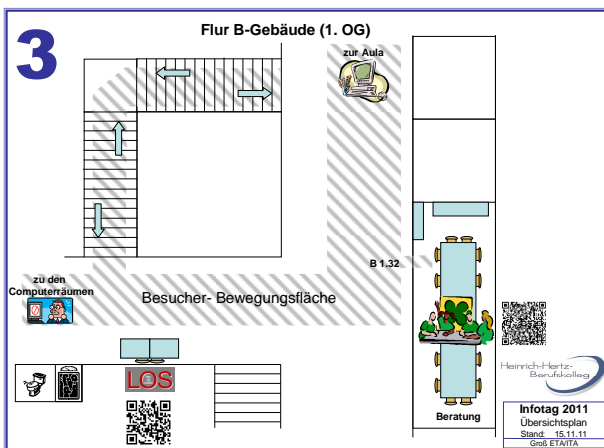 3
Flur B-Gebäude (1. OG)
zur Aula
B 1.32
zu den
Computerräumen
Besucher- Bewegungsfläche
LOS
Beratung
Heinrich-Hertz-
Berufskolleg
Infotag 2011
Übersichtsplan
Stand: 15.11.11
Groß ETA/ITA